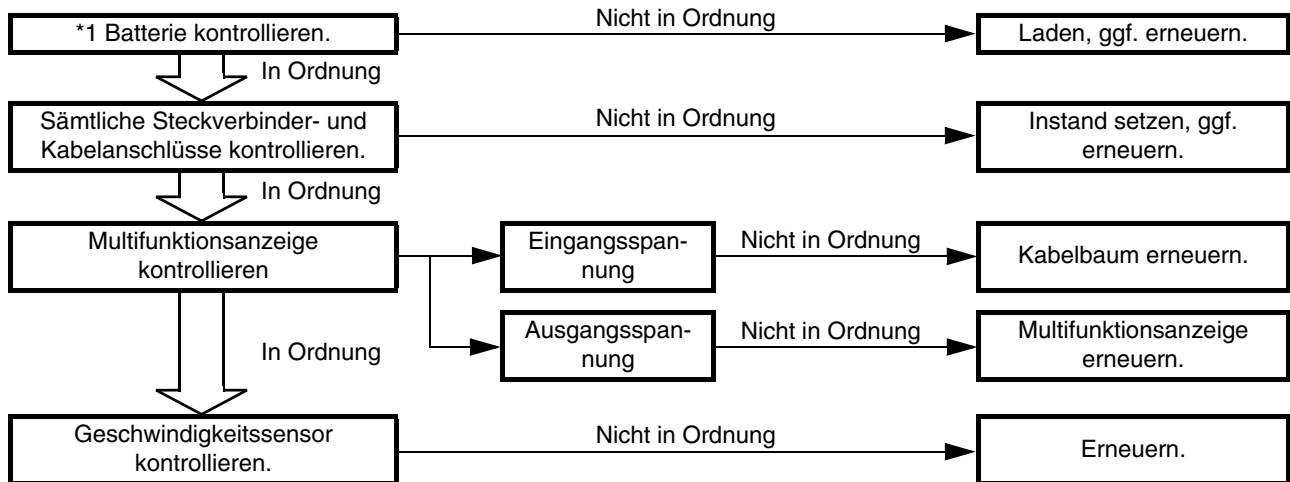 *1 Batterie kontrollieren.
Nicht in Ordnung
Laden, ggf. erneuern.
In Ordnung
Sämtliche Steckverbinder- und
Kabelanschlüsse kontrollieren.
Nicht in Ordnung
Instand setzen, ggf.
erneuern.
In Ordnung
Multifunktionsanzeige
kontrollieren
Eingangsspan-
nung
Nicht in Ordnung
Kabelbaum erneuern.
Ausgangsspan-
nung
Nicht in Ordnung
Multifunktionsanzeige
erneuern.
In Ordnung
Geschwindigkeitssensor
kontrollieren.
Nicht in Ordnung
Erneuern.